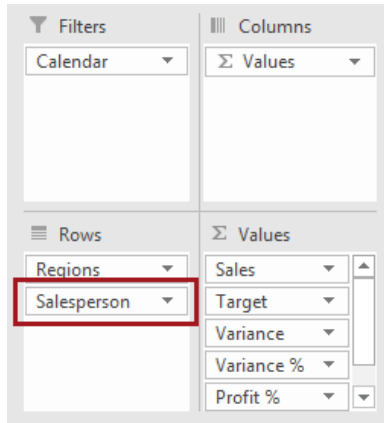 Filters
Calendar
Columns
Σ Values
Rows
Regions
Salesperson
Σ Values
Sales
Target
Variance
Variance %
Profit %